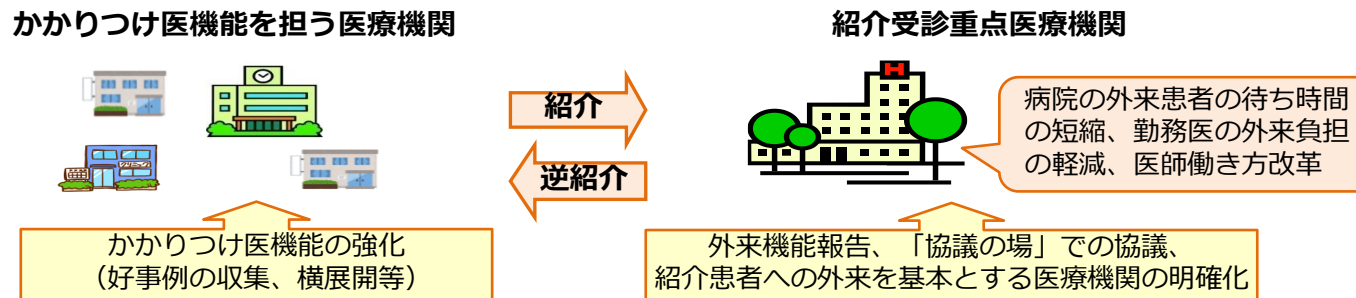 かかりつけ医機能を担う医療機関
紹介受診重点医療機関
H
紹介
逆紹介
病院の外来患者の待ち時間
の短縮、勤務医の外来負担
の軽減、医師働き方改革
かかりつけ医機能の強化
（好事例の収集、横展開等）
外来機能報告、「協議の場」での協議、
紹介患者への外来を基本とする医療機関の明確化